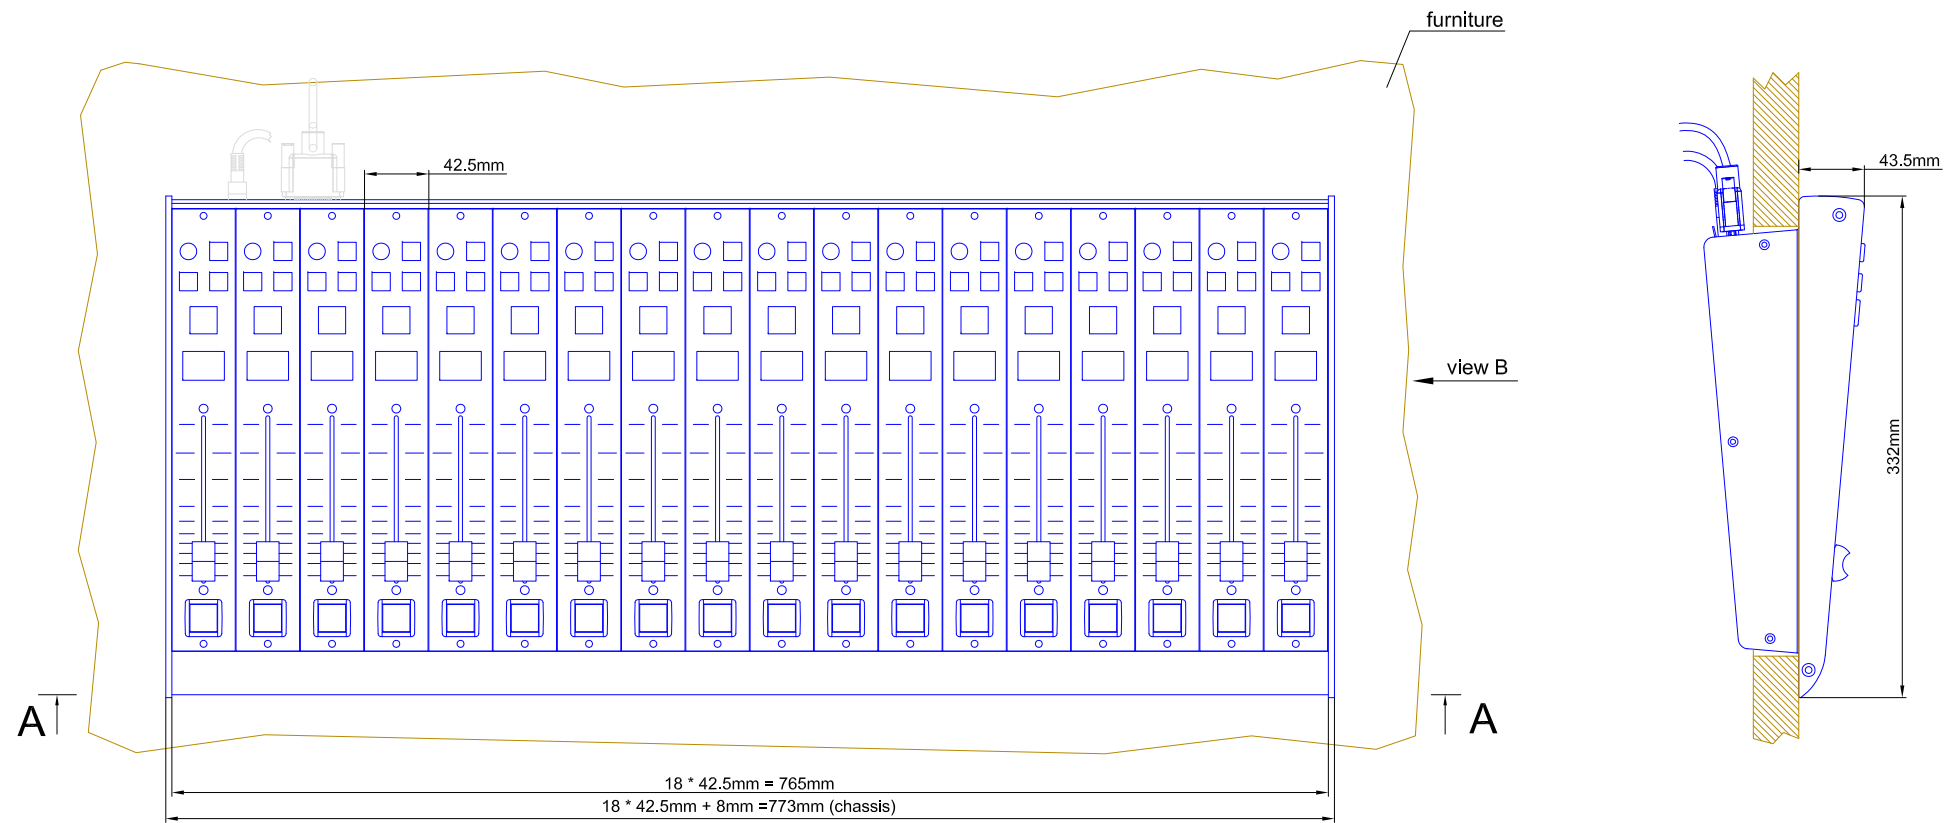 furniture
42.5mm
43.5mm
view B
332mm
A
A
18 * 42.5mm = 765mm
18 * 42.5mm + 8mm =773mm (chassis)